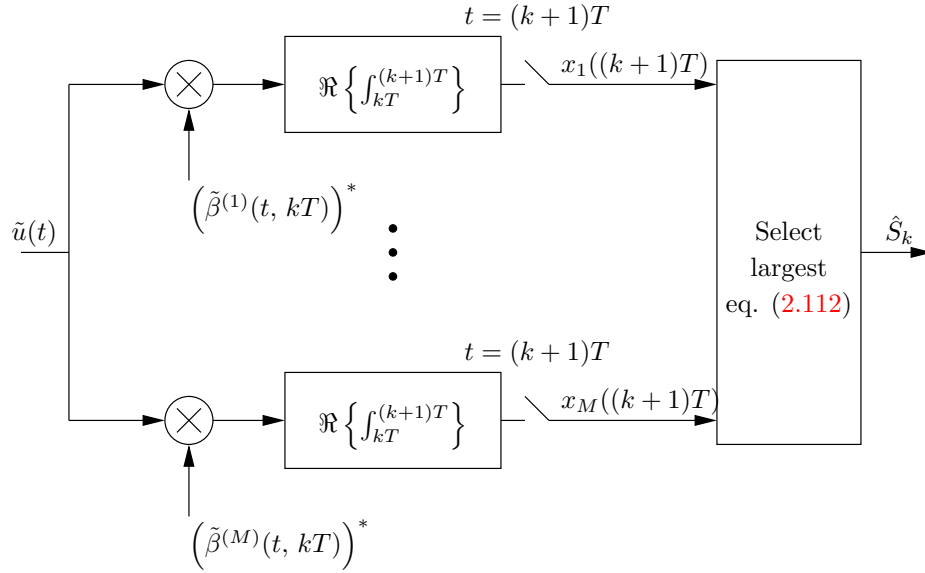 t = (k + 1)T
ℜ { ∫_{kT}^{(k+1)T} }
x_1((k + 1)T)
(β̃^{(1)}(t, kT))^*
ũ(t)
Select
largest
eq. (2.112)
Ŝ_k
t = (k + 1)T
ℜ { ∫_{kT}^{(k+1)T} }
x_M((k + 1)T)
(β̃^{(M)}(t, kT))^*